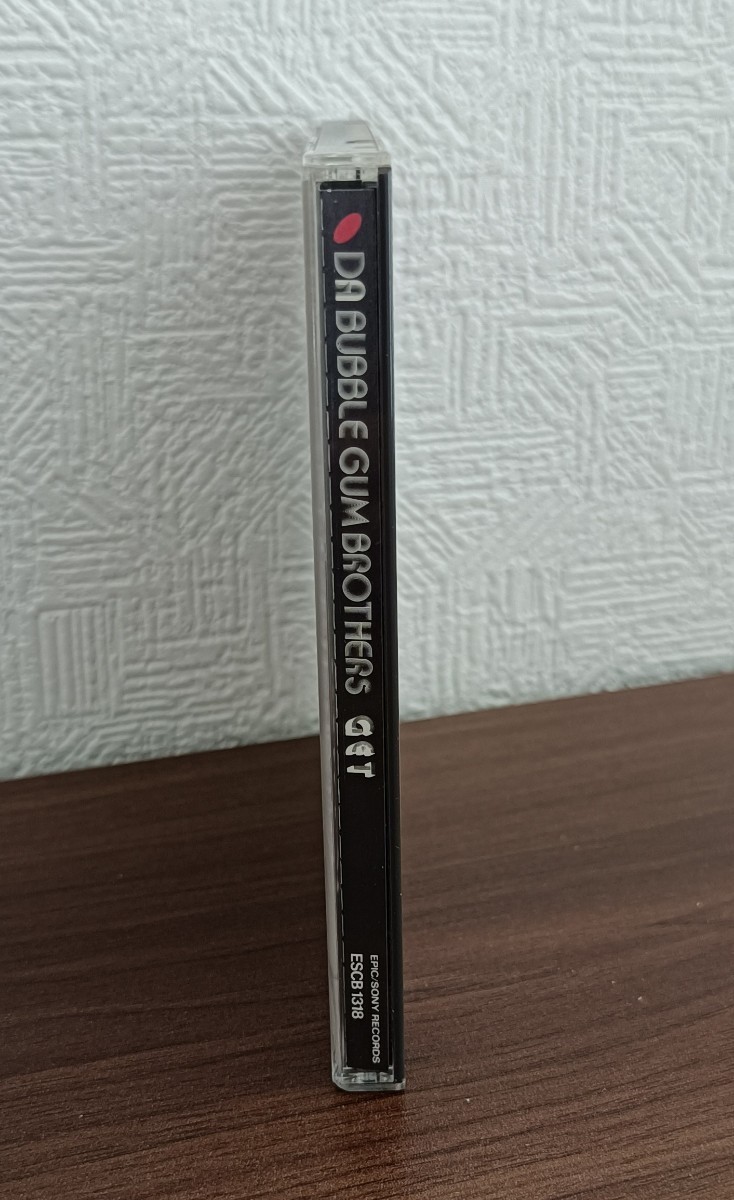 DA BUBBLE GUM BROTHERS GET
EPIC/SONY RECORDS
ESCB 1318